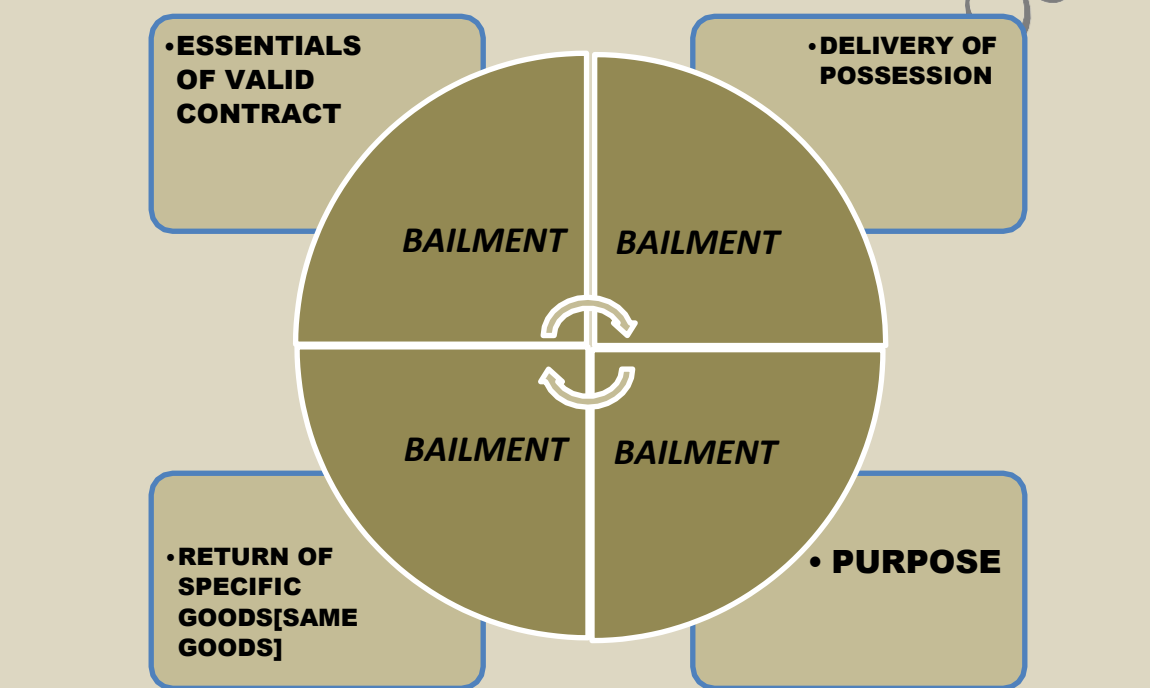 •ESSENTIALS
OF VALID
CONTRACT
•DELIVERY OF
POSSESSION
BAILMENT
BAILMENT
BAILMENT
BAILMENT
•RETURN OF
SPECIFIC
GOODS[SAME
GOODS]
• PURPOSE